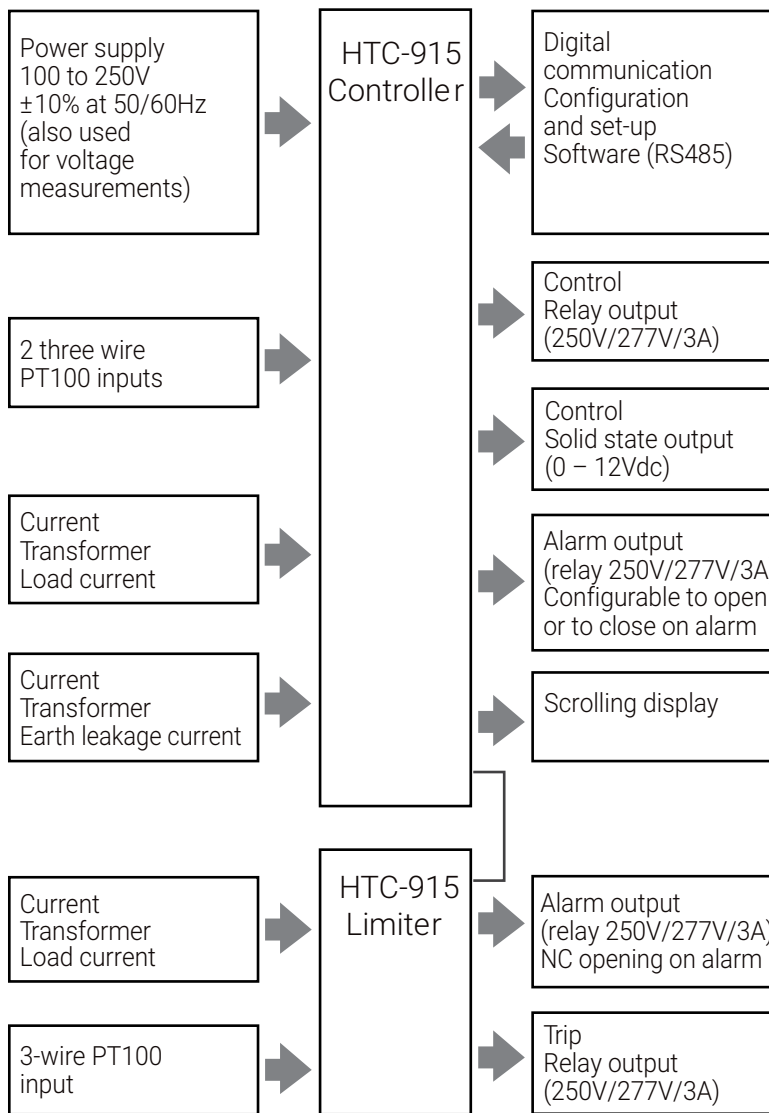 Power supply
100 to 250V
±10% at 50/60Hz
(also used
for voltage
measurements)
HTC-915
Controller
Digital
communication
Configuration
and set-up
Software (RS485)
2 three wire
PT100 inputs
Control
Relay output
(250V/277V/3A)
Control
Solid state output
(0 – 12Vdc)
Current
Transformer
Load current
Alarm output
(relay 250V/277V/3A
Configurable to open
or to close on alarm
Current
Transformer
Earth leakage current
Scrolling display
Current
Transformer
Load current
HTC-915
Limiter
Alarm output
(relay 250V/277V/3A)
NC opening on alarm
3-wire PT100
input
Trip
Relay output
(250V/277V/3A)